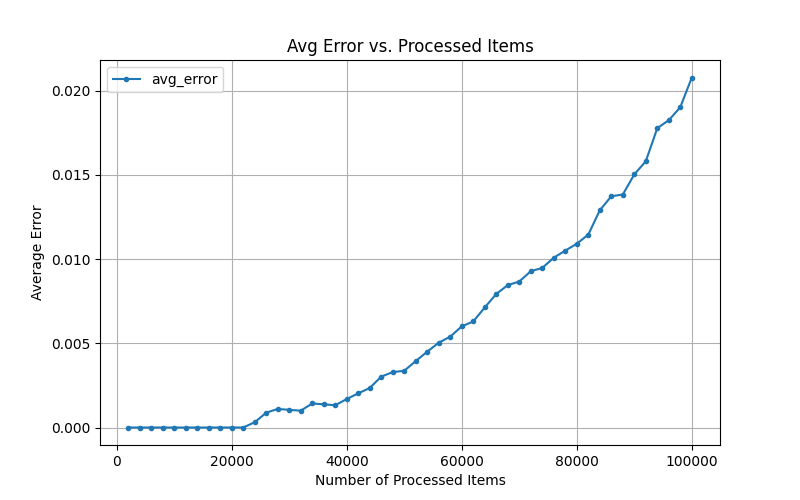 Avg Error vs. Processed Items
avg_error
0.020
0.015
0.010
0.005
0.000
Average Error
0 20000 40000 60000 80000 100000
Number of Processed Items